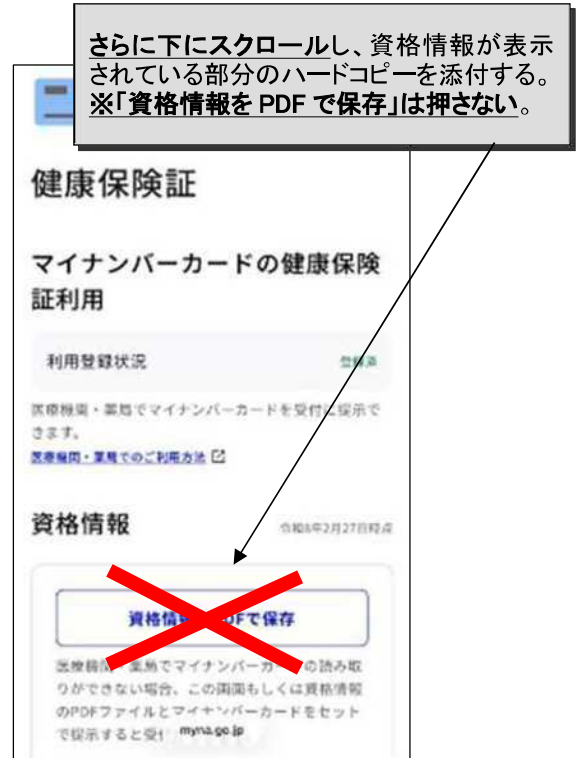 さらに下にスクロールし、資格情報が表示
されている部分のハードコピーを添付する。
※「資格情報を PDF で保存」は押さない。
健康保険証
マイナンバーカードの健康保険
証利用
利用登録状況
登録済
医療機関・薬局でマイナンバーカードを受付に提示で
きます。
医療機関・薬局でのご利用方法
資格情報
令和6年2月27日時点
資格情 DFで保存
医療機関・薬局でマイナンバーカー の読み取
りができない場合、この画面もしくは資格情報
のPDFファイルとマイナンバーカードをセット
で提示すると受
myna.go.jp